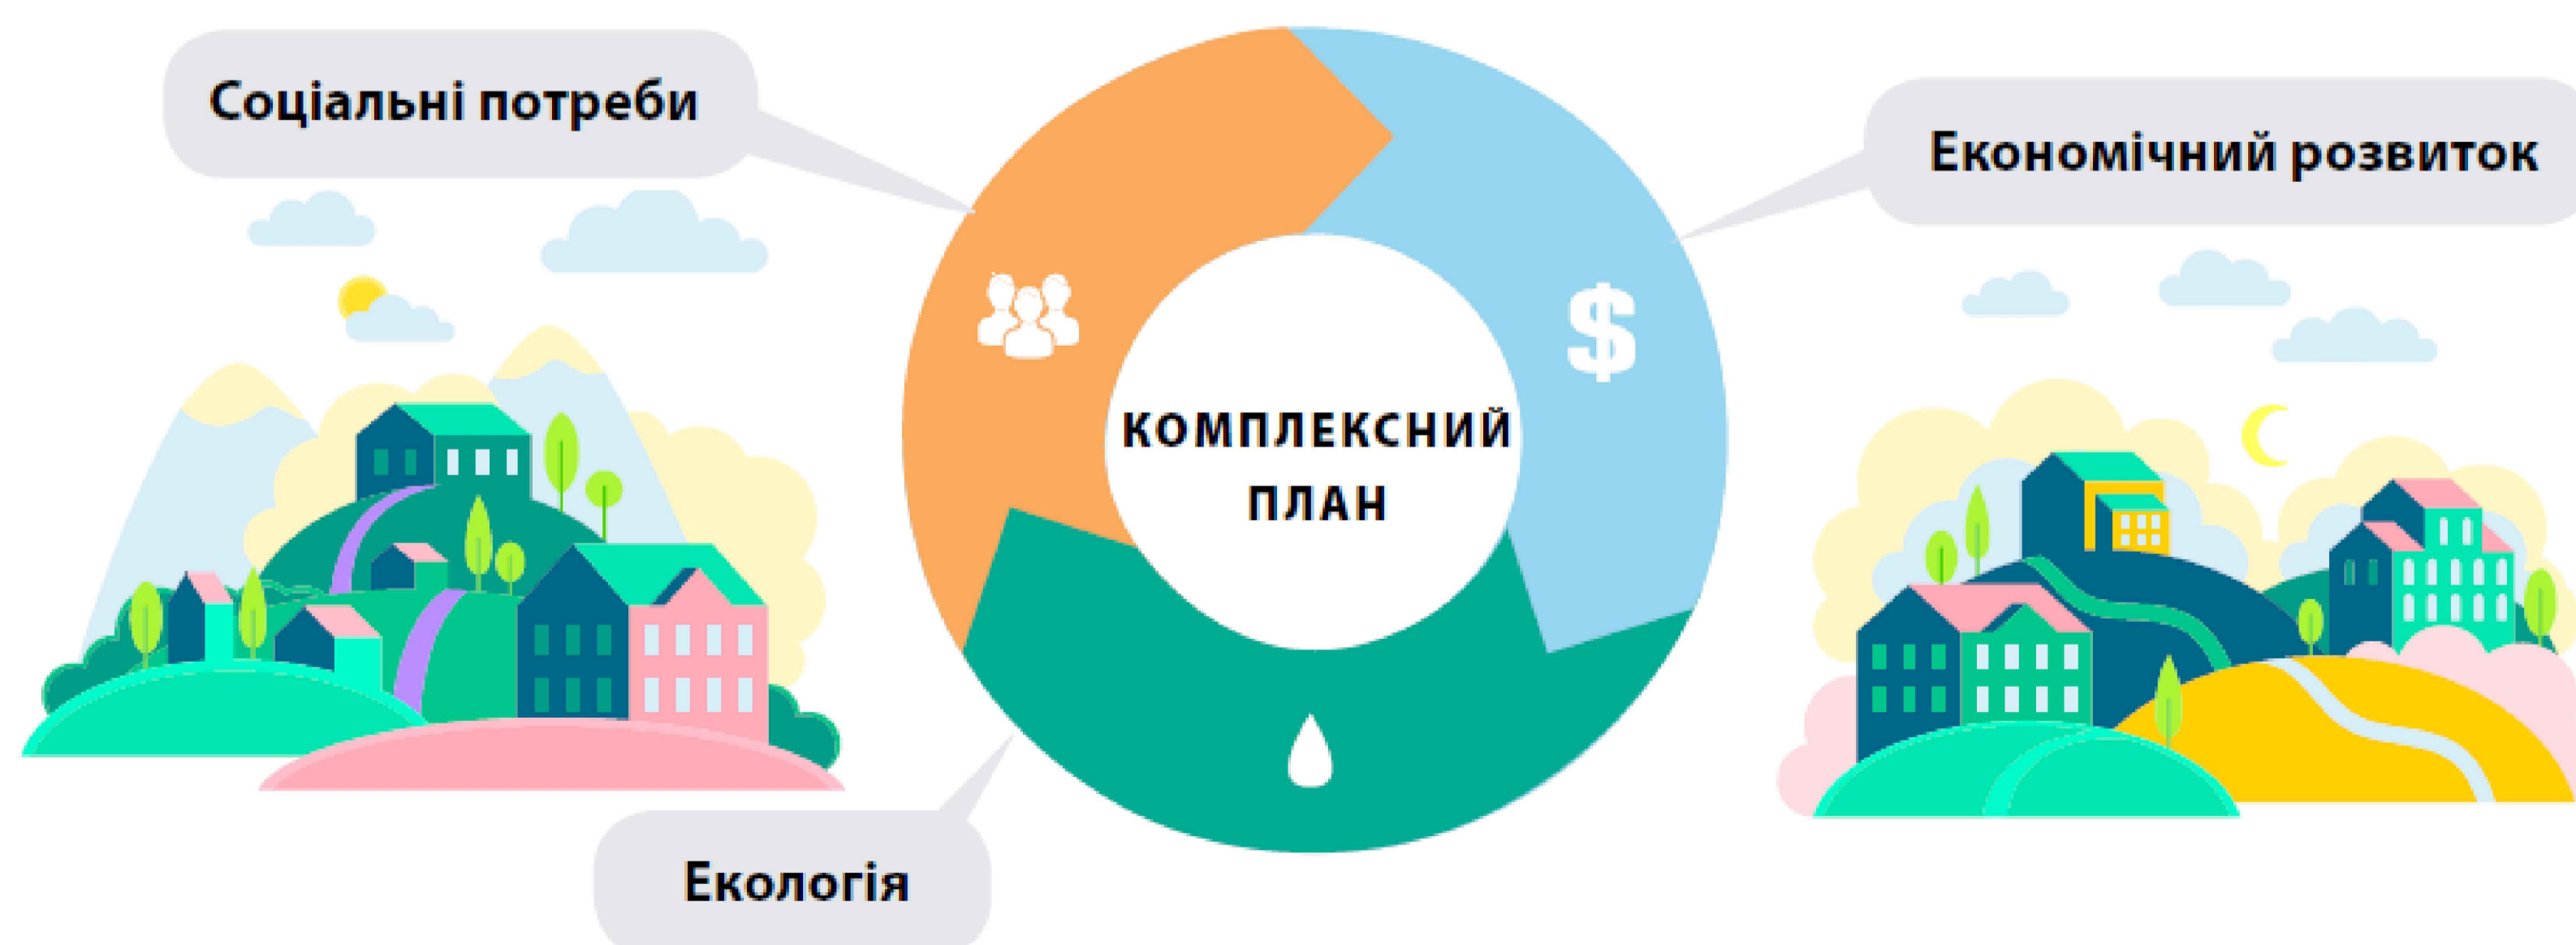 Соціальні потреби
Економічний розвиток
$
КОМПЛЕКСНИЙ
ПЛАН
Екологія